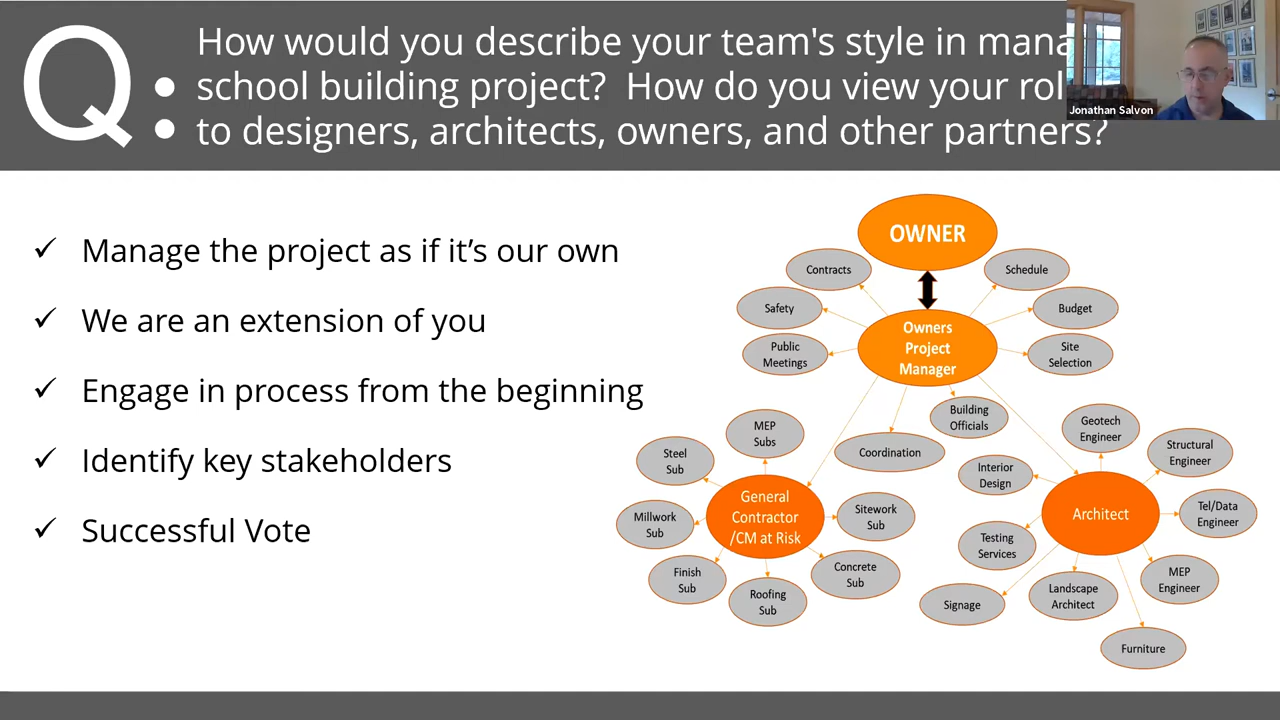 Q:
How would you describe your team's style in mana
school building project? How do you view your rol
to designers, architects, owners, and other partners?
Jonathan Salvon
✓ Manage the project as if it's our own
✓ We are an extension of you
✓ Engage in process from the beginning
✓ Identify key stakeholders
✓ Successful Vote
OWNER
Contracts
Schedule
Safety
Budget
Owners
Project
Manager
Public
Meetings
Site
Selection
Building
Officials
Coordination
MEP
Subs
Steel
Sub
General
Contractor
/CM at Risk
Millwork
Sub
Sitework
Sub
Finish
Sub
Roofing
Sub
Concrete
Sub
Geotech
Engineer
Structural
Engineer
Interior
Design
Architect
Tel/Data
Engineer
Testing
Services
MEP
Engineer
Signage
Landscape
Architect
Furniture